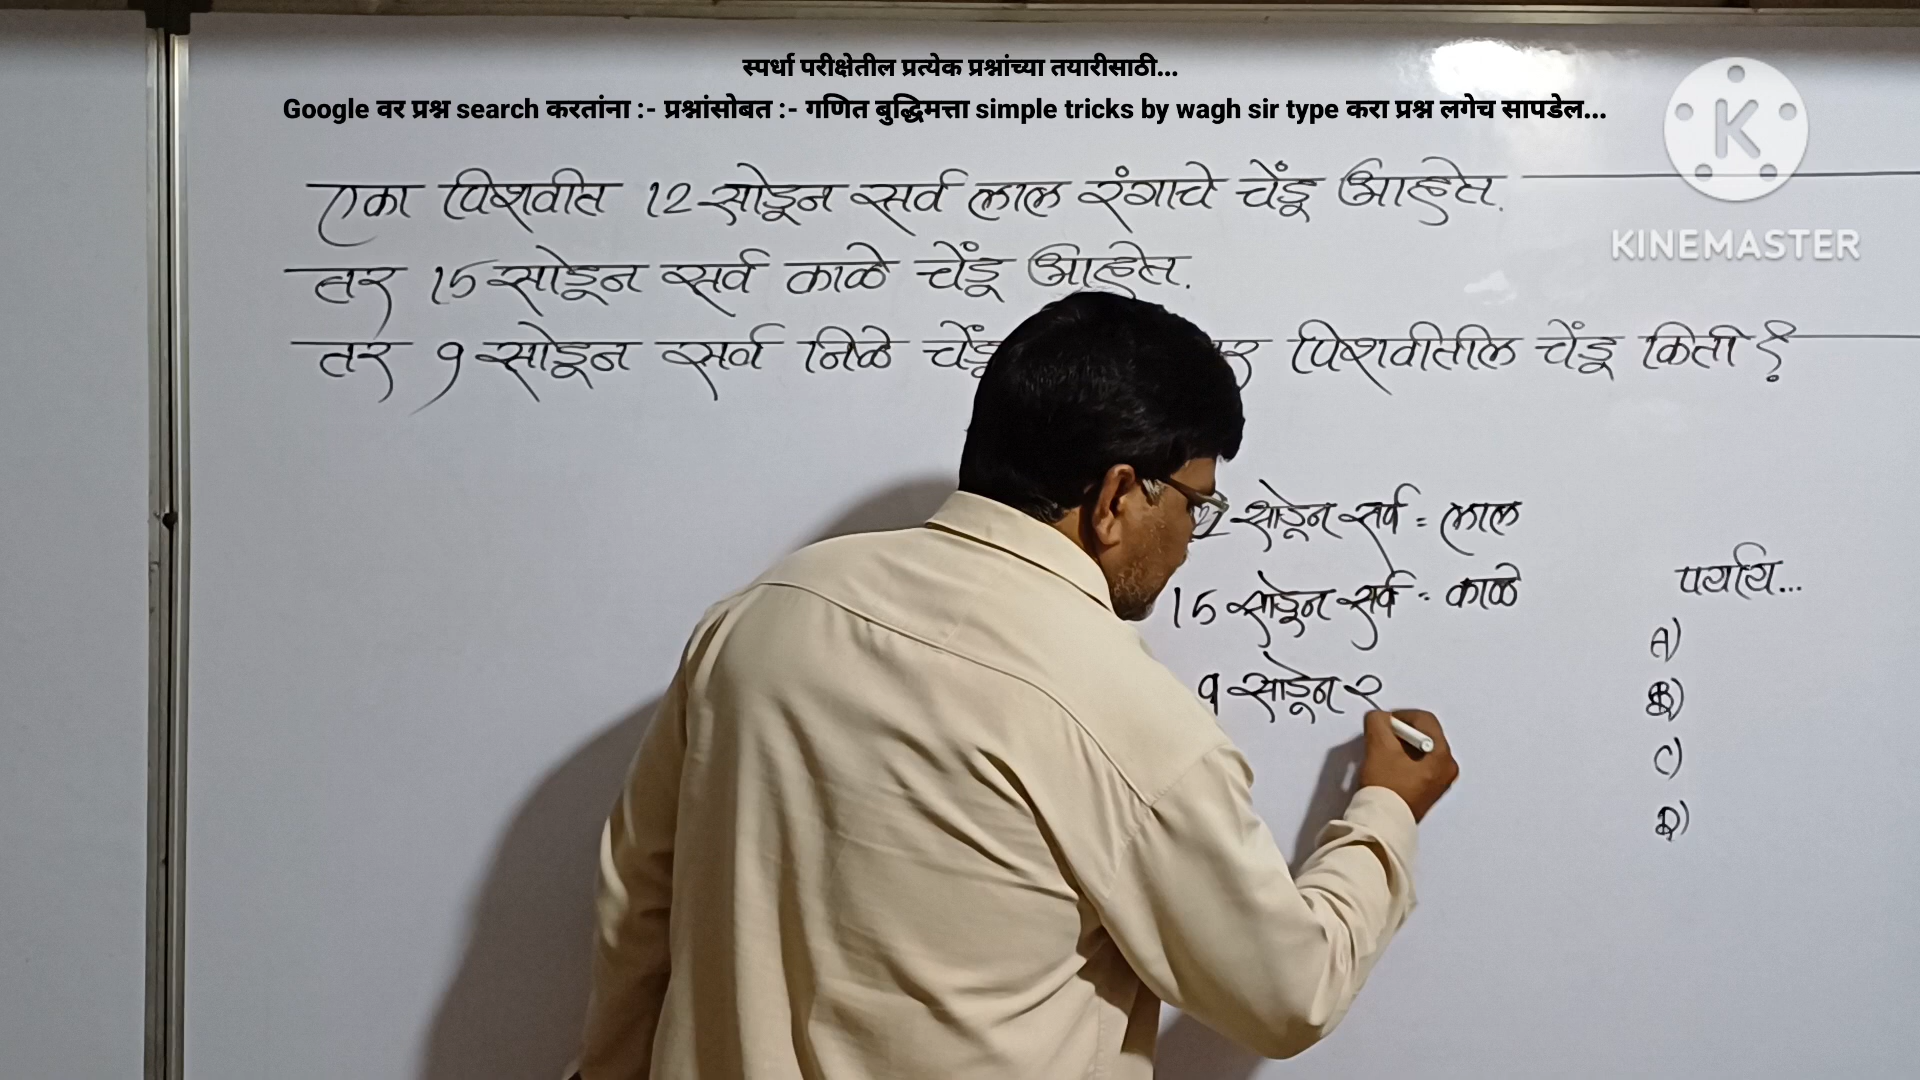 स्पर्धा परीक्षेतील प्रत्येक प्रश्नांच्या तयारीसाठी...
Google वर प्रश्न search करतांना :- प्रश्नांसोबत :- गणित बुद्धिमत्ता simple tricks by wagh sir type करा प्रश्न लगेच सापडेल...
K
KINEMASTER
एका पिशवीत 12 सोडून सर्व लाल रंगाचे चेंडू आहेत.
तर 15 सोडून सर्व काळे चेंडू आहेत.
तर 9 सोडून सर्व निळे चेंडू पिशवीतील चेंडू किती?
2 सोडून सर्व = लाल
15 सोडून सर्व = काळे
9 सोडून
पर्याय...
A)
B)
C)
D)